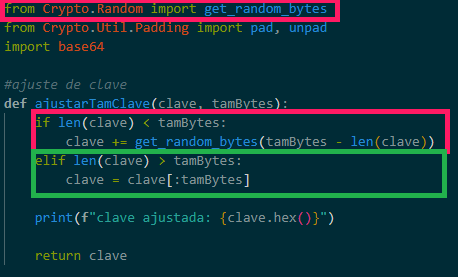 from Crypto.Random import get_random_bytes
from Crypto.Util.Padding import pad, unpad
import base64
#ajuste de clave
def ajustarTamClave(clave, tamBytes):
if len(clave) < tamBytes:
clave += get_random_bytes(tamBytes - len(clave))
elif len(clave) > tamBytes:
clave = clave[:tamBytes]
print(f"clave ajustada: {clave.hex()}")
return clave